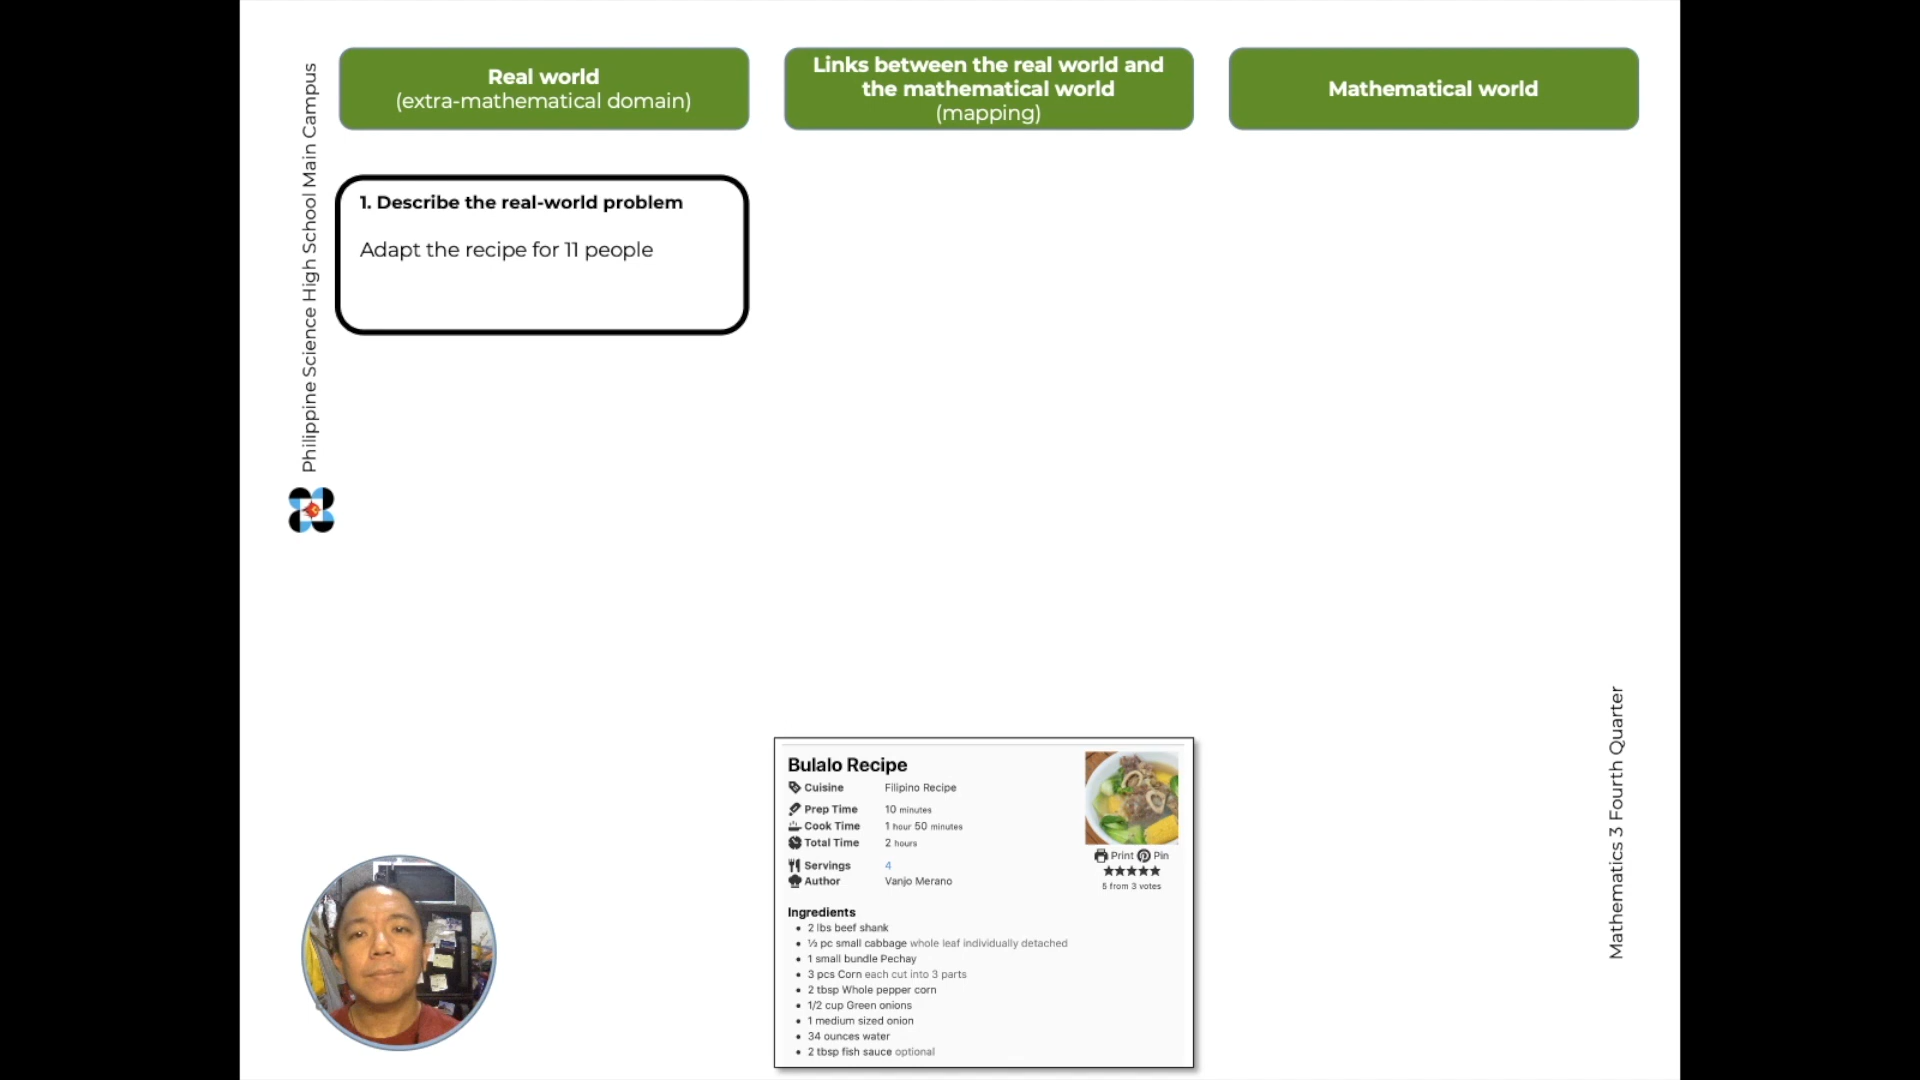 Philippine Science High School Main Campus
Real world
(extra-mathematical domain)
Links between the real world and
the mathematical world
(mapping)
Mathematical world
1. Describe the real-world problem
Adapt the recipe for 11 people
Bulalo Recipe
Cuisine Filipino Recipe
Prep Time 10 minutes
Cook Time 1 hour 50 minutes
Total Time 2 hours
Servings 4
Author Vanjo Merano
Print Pin
5 from 3 votes
Ingredients
• 2 lbs beef shank
• ½ pc small cabbage whole leaf individually detached
• 1 small bundle Pechay
• 3 pcs Corn each cut into 3 parts
• 2 tbsp Whole pepper corn
• 1/2 cup Green onions
• 1 medium sized onion
• 34 ounces water
• 2 tbsp fish sauce optional
Mathematics 3 Fourth Quarter